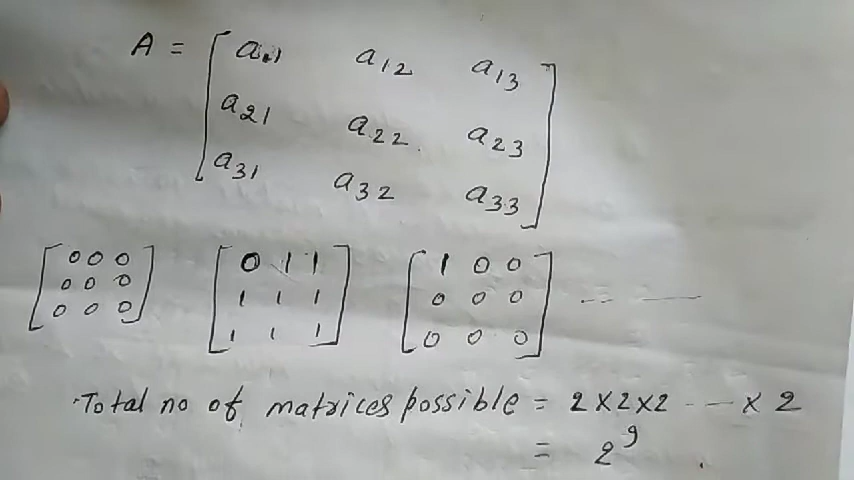 A = [ a11 a12 a13
a21 a22 a23
a31 a32 a33 ]
[ 0 0 0 ] [ 0 1 1 ] [ 1 0 0 ] -- —
[ 0 0 0 ] [ 1 1 1 ] [ 0 0 0 ]
[ 0 0 0 ] [ 1 1 1 ] [ 0 0 0 ]
Total no of matrices possible = 2 x 2 x 2 --- x 2
= 2^9